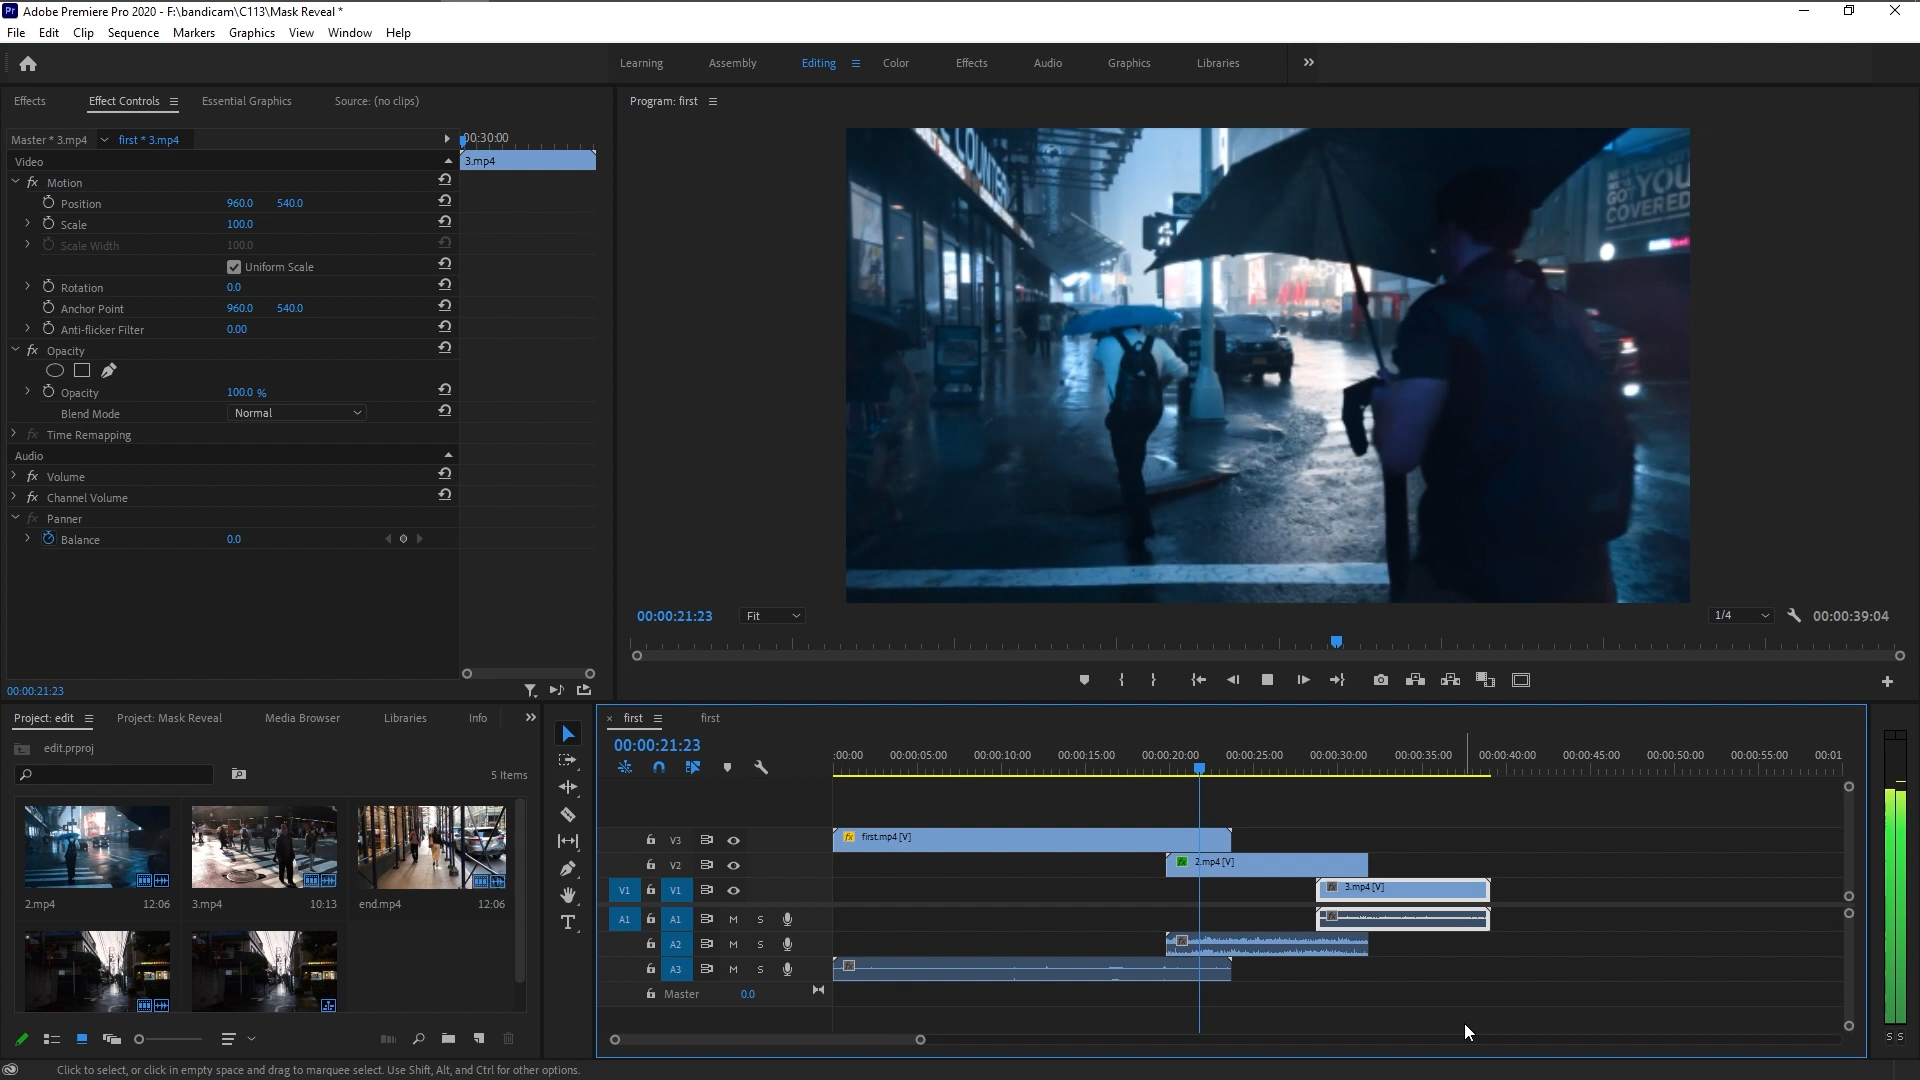 Pr Adobe Premiere Pro 2020 - F:\bandicam\C113\Mask Reveal *
File Edit Clip Sequence Markers Graphics View Window Help
Learning Assembly Editing Color Effects Audio Graphics Libraries
Effects Effect Controls Essential Graphics Source: (no clips)
Master * 3.mp4 first * 3.mp4 00:30:00
Video 3.mp4
fx Motion
Position 960.0 540.0
Scale 100.0
Scale Width 100.0
Uniform Scale
Rotation 0.0
Anchor Point 960.0 540.0
Anti-flicker Filter 0.00
fx Opacity
Opacity 100.0 %
Blend Mode Normal
fx Time Remapping
Audio
fx Volume
fx Channel Volume
fx Panner
Balance 0.0
00:00:21:23
Program: first
YOU
GOT
COVERED
00:00:21:23 Fit 1/4 00:00:39:04
Project: edit Project: Mask Reveal Media Browser Libraries Info
edit.prproj
5 Items
2.mp4 12:06 3.mp4 10:13 end.mp4 12:06
first first
00:00:21:23
:00:00 00:00:05:00 00:00:10:00 00:00:15:00 00:00:20:00 00:00:25:00 00:00:30:00 00:00:35:00 00:00:40:00 00:00:45:00 00:00:50:00 00:00:55:00 00:01
V3 fx first.mp4 [V]
V2 fx 2.mp4 [V]
V1 V1 fx 3.mp4 [V]
A1 A1 M S
A2 M S
A3 M S
Master 0.0
S S
Click to select, or click in empty space and drag to marquee select. Use Shift, Alt, and Ctrl for other options.